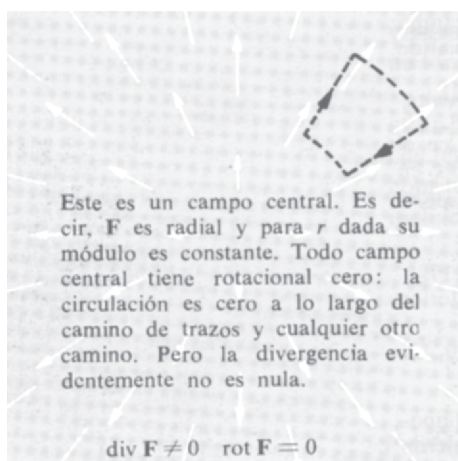 Este es un campo central. Es de-
cir, F es radial y para r dada su
módulo es constante. Todo campo
central tiene rotacional cero: la
circulación es cero a lo largo del
camino de trazos y cualquier otro
camino. Pero la divergencia evi-
dentemente no es nula.
div F ≠ 0 rot F = 0